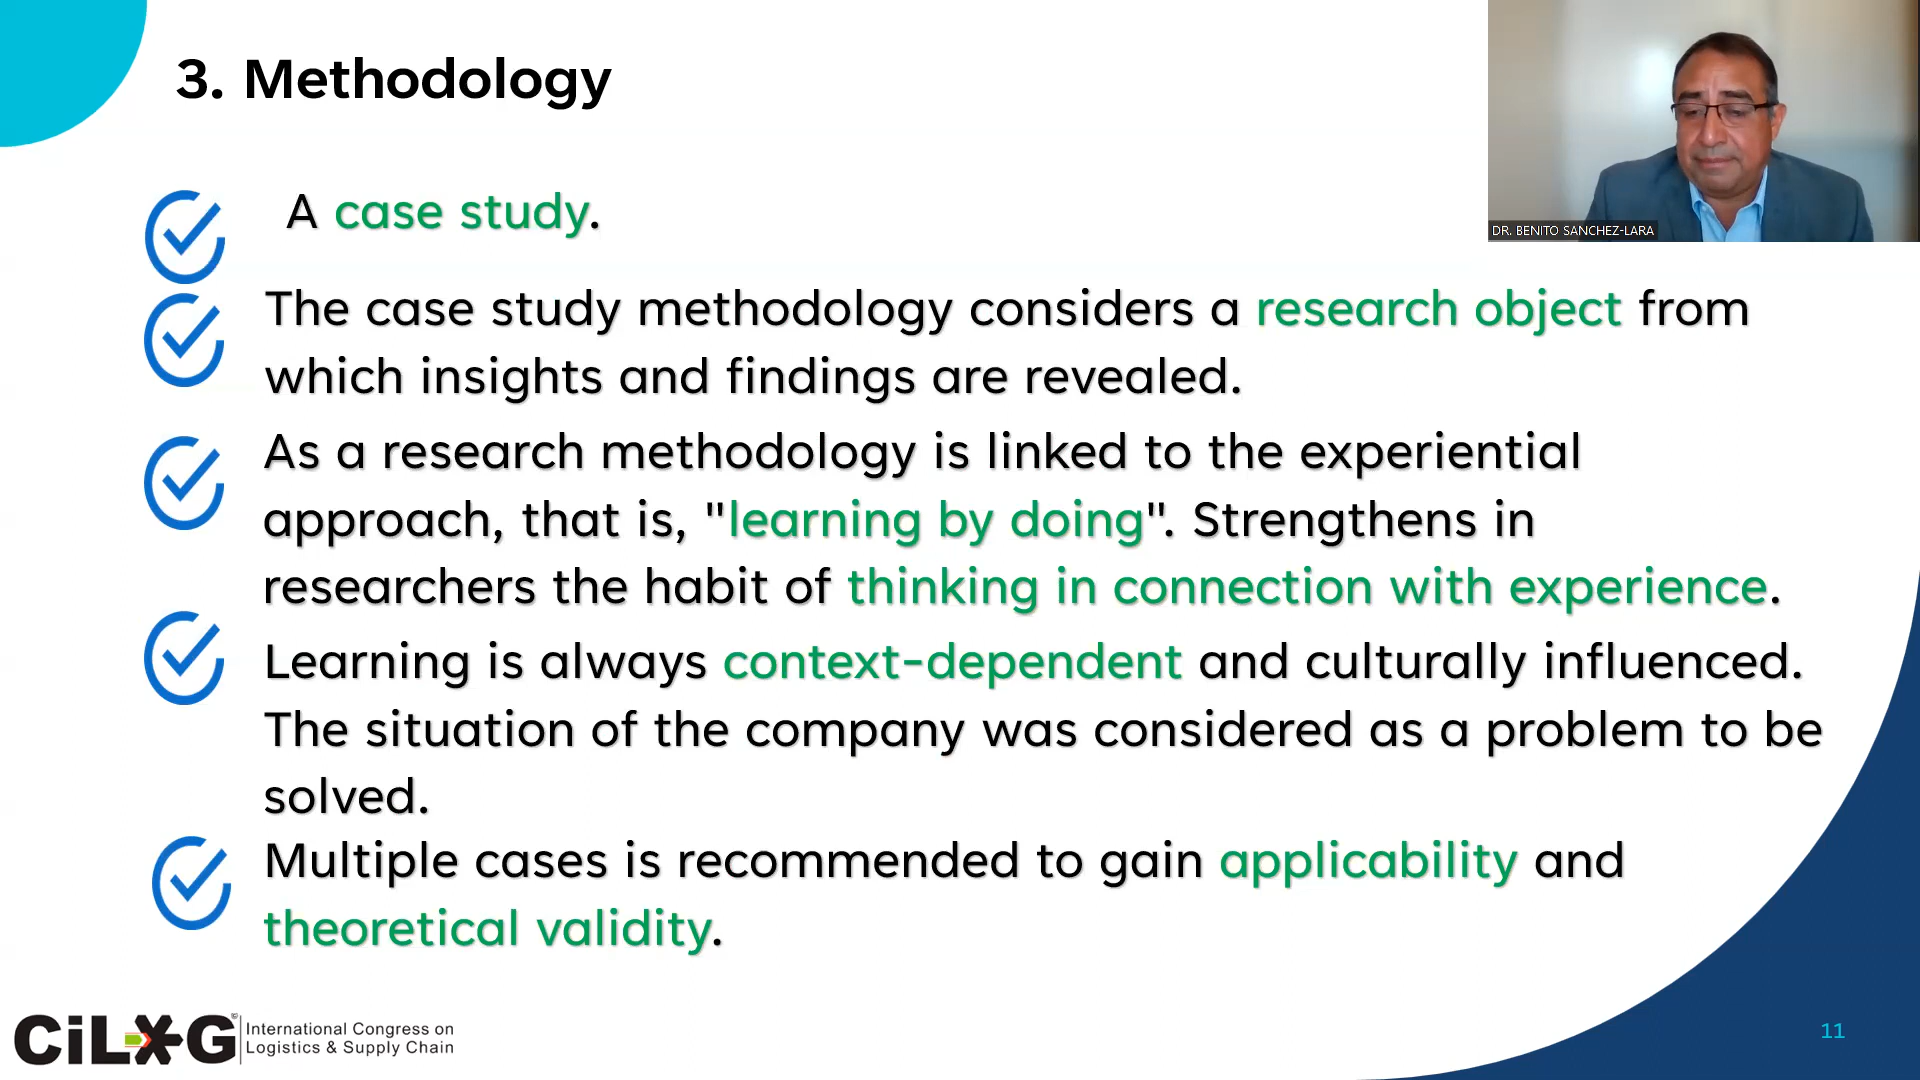 3. Methodology
A case study.
The case study methodology considers a research object from
which insights and findings are revealed.
As a research methodology is linked to the experiential
approach, that is, "learning by doing". Strengthens in
researchers the habit of thinking in connection with experience.
Learning is always context-dependent and culturally influenced.
The situation of the company was considered as a problem to be
solved.
Multiple cases is recommended to gain applicability and
theoretical validity.
DR. BENITO SANCHEZ-LARA
CiLOG
International Congress on
Logistics & Supply Chain
11